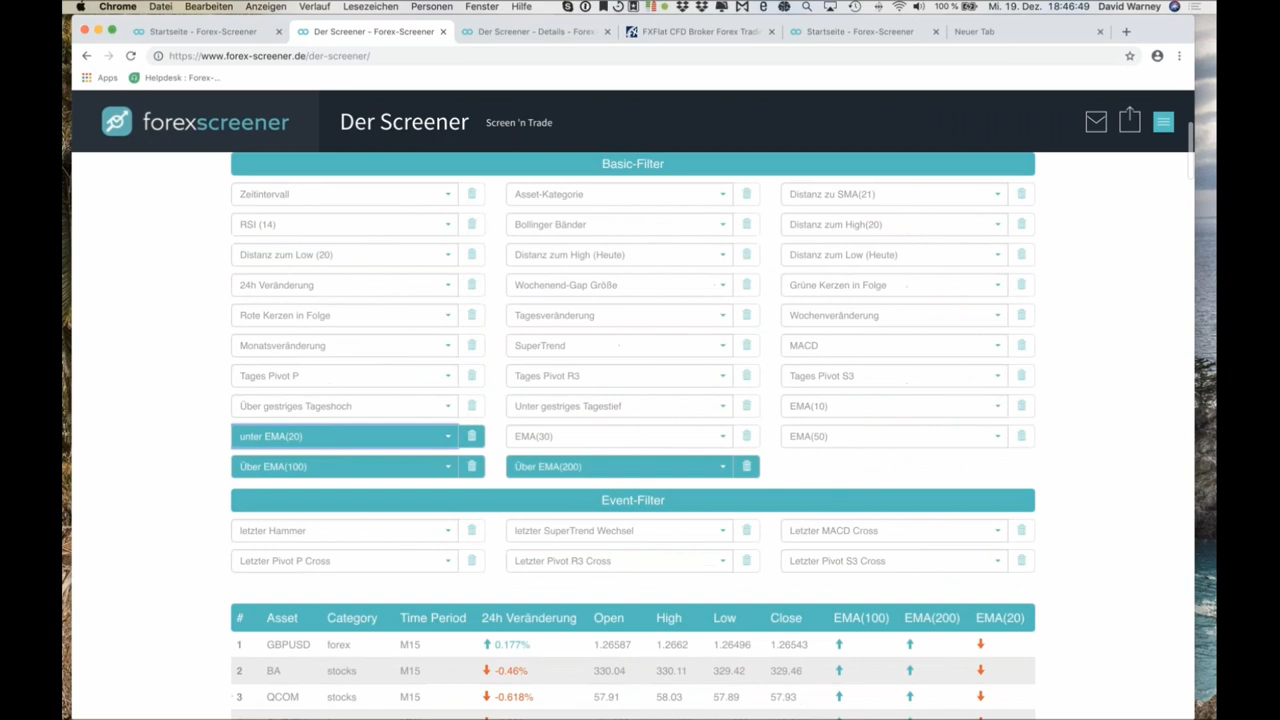 Chrome Datei Bearbeiten Anzeigen Verlauf Lesezeichen Personen Fenster Hilfe 100 % Mi. 19. Dez. 18:46:49 David Warney
Startseite - Forex-Screener Der Screener - Forex-Screener Der Screener - Details - Forex- FXFlat CFD Broker Forex Trad Startseite - Forex-Screener Neuer Tab
https://www.forex-screener.de/der-screener/
Apps Helpdesk : Forex-...
forexscreener Der Screener Screen 'n Trade
Basic-Filter
Zeitintervall Asset-Kategorie Distanz zu SMA(21)
RSI (14) Bollinger Bänder Distanz zum High(20)
Distanz zum Low (20) Distanz zum High (Heute) Distanz zum Low (Heute)
24h Veränderung Wochenend-Gap Größe Grüne Kerzen in Folge
Rote Kerzen in Folge Tagesveränderung Wochenveränderung
Monatsveränderung SuperTrend MACD
Tages Pivot P Tages Pivot R3 Tages Pivot S3
Über gestriges Tageshoch Unter gestriges Tagestief EMA(10)
unter EMA(20) EMA(30) EMA(50)
Über EMA(100) Über EMA(200)
Event-Filter
letzter Hammer letzter SuperTrend Wechsel Letzter MACD Cross
Letzter Pivot P Cross Letzter Pivot R3 Cross Letzter Pivot S3 Cross
# Asset Category Time Period 24h Veränderung Open High Low Close EMA(100) EMA(200) EMA(20)
1 GBPUSD forex M15 0.177% 1.26587 1.2662 1.26496 1.26543
2 BA stocks M15 -0.46% 330.04 330.11 329.42 329.46
3 QCOM stocks M15 -0.618% 57.91 58.03 57.89 57.93